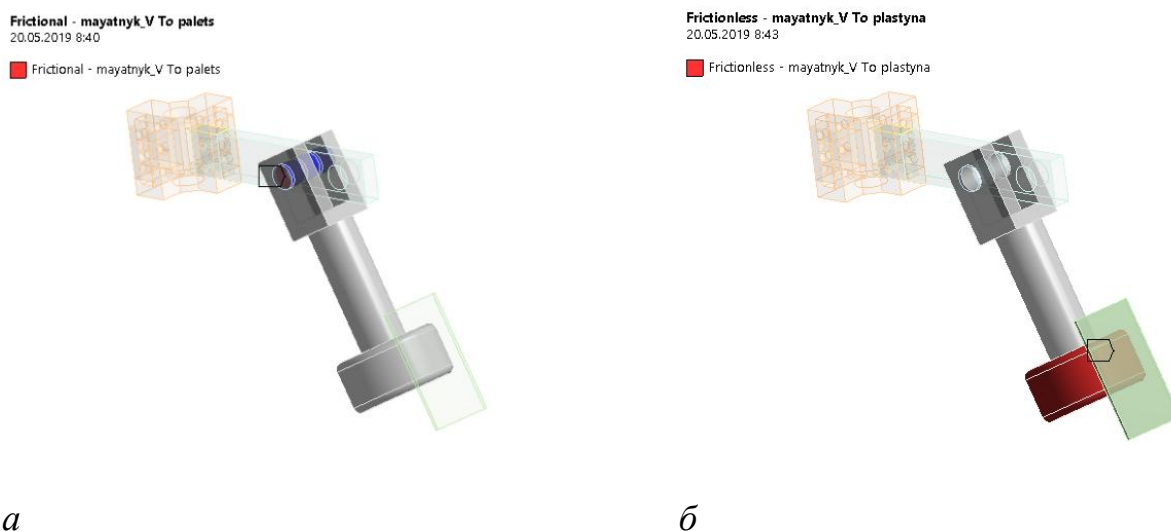 Frictional - mayatnyk_V To palets
20.05.2019 8:40
Frictional - mayatnyk_V To palets
Frictionless - mayatnyk_V To plastyna
20.05.2019 8:43
Frictionless - mayatnyk_V To plastyna
а
б